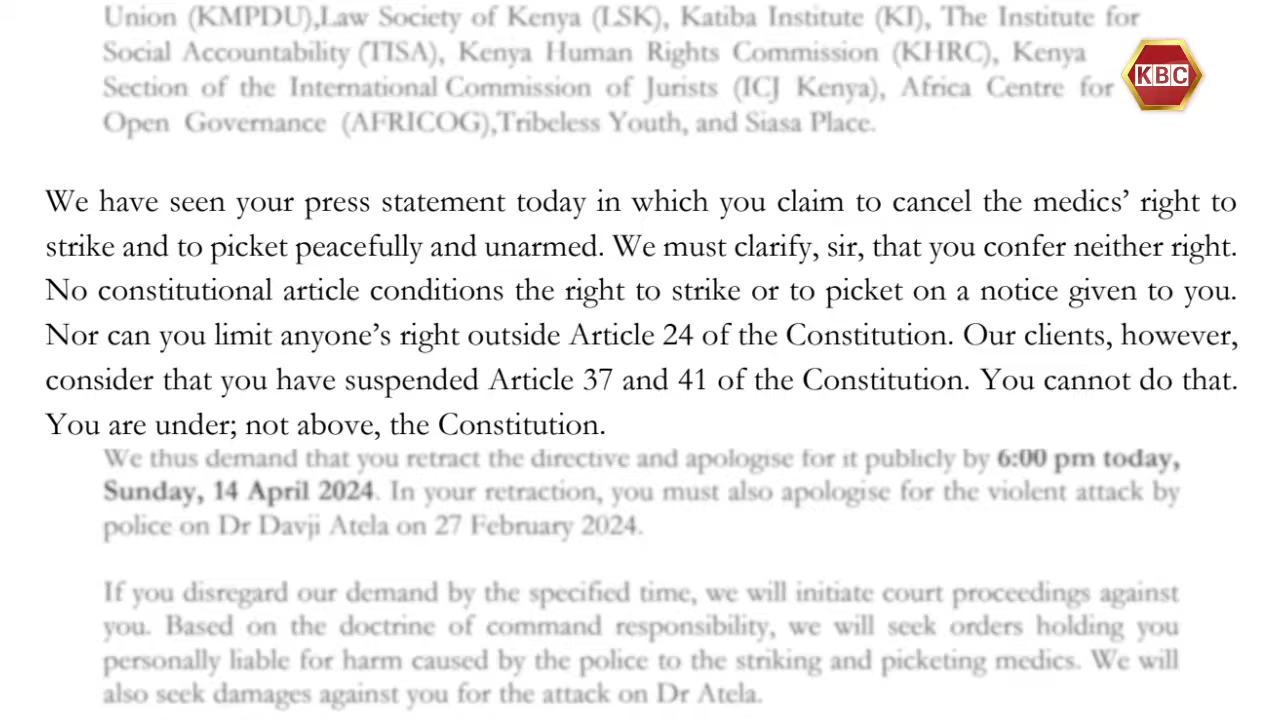 Union (KMPDU),Law Society of Kenya (LSK), Katiba Institute (KI), The Institute for
Social Accountability (TISA), Kenya Human Rights Commission (KHRC), Kenya
Section of the International Commission of Jurists (ICJ Kenya), Africa Centre for
Open Governance (AFRICOG),Tribeless Youth, and Siasa Place.
KBC
We have seen your press statement today in which you claim to cancel the medics’ right to
strike and to picket peacefully and unarmed. We must clarify, sir, that you confer neither right.
No constitutional article conditions the right to strike or to picket on a notice given to you.
Nor can you limit anyone’s right outside Article 24 of the Constitution. Our clients, however,
consider that you have suspended Article 37 and 41 of the Constitution. You cannot do that.
You are under; not above, the Constitution.
We thus demand that you retract the directive and apologise for it publicly by 6:00 pm today,
Sunday, 14 April 2024. In your retraction, you must also apologise for the violent attack by
police on Dr Davji Atela on 27 February 2024.
If you disregard our demand by the specified time, we will initiate court proceedings against
you. Based on the doctrine of command responsibility, we will seek orders holding you
personally liable for harm caused by the police to the striking and picketing medics. We will
also seek damages against you for the attack on Dr Atela.